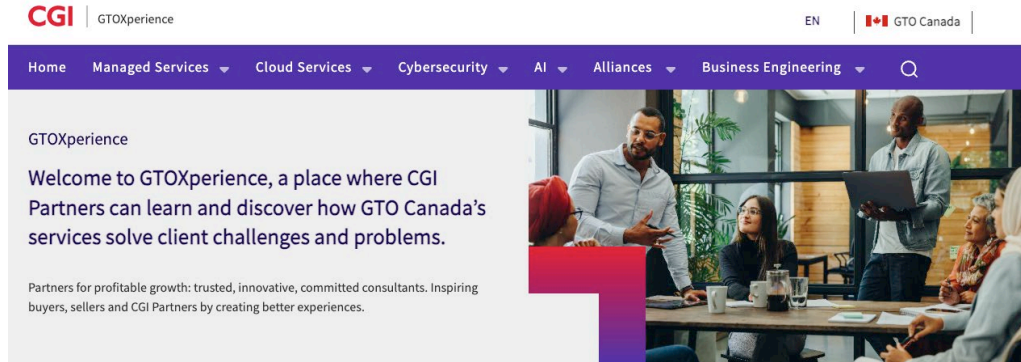 CGI GTOXperience
EN GTO Canada
Home Managed Services Cloud Services Cybersecurity AI Alliances Business Engineering
GTOXperience
Welcome to GTOXperience, a place where CGI
Partners can learn and discover how GTO Canada's
services solve client challenges and problems.
Partners for profitable growth: trusted, innovative, committed consultants. Inspiring
buyers, sellers and CGI Partners by creating better experiences.